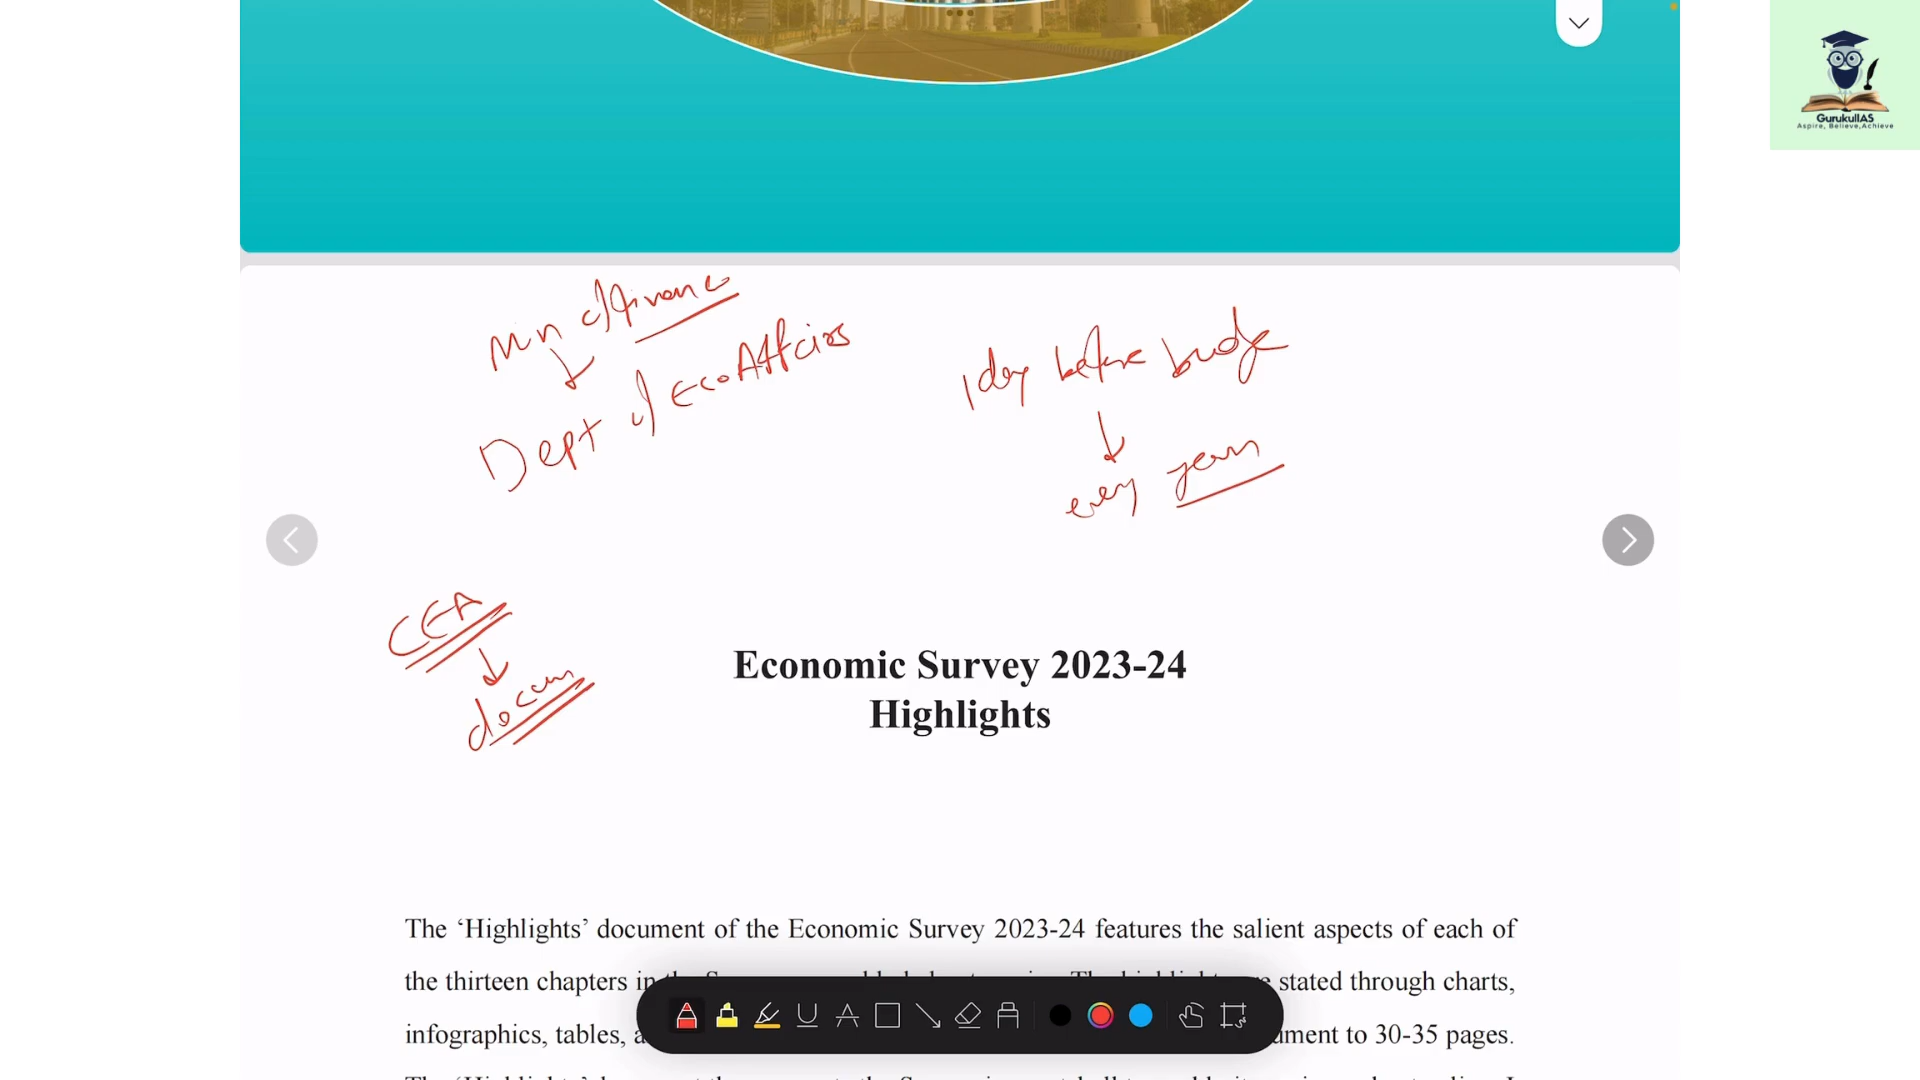 GurukulIAS
Aspire, Believe,Achieve
Min of finance
Dept of Eco Affairs
1 day before budge
every year
CEA
docum
Economic Survey 2023-24
Highlights
The ‘Highlights’ document of the Economic Survey 2023-24 features the salient aspects of each of
the thirteen chapters in stated through charts,
infographics, tables, to 30-35 pages.